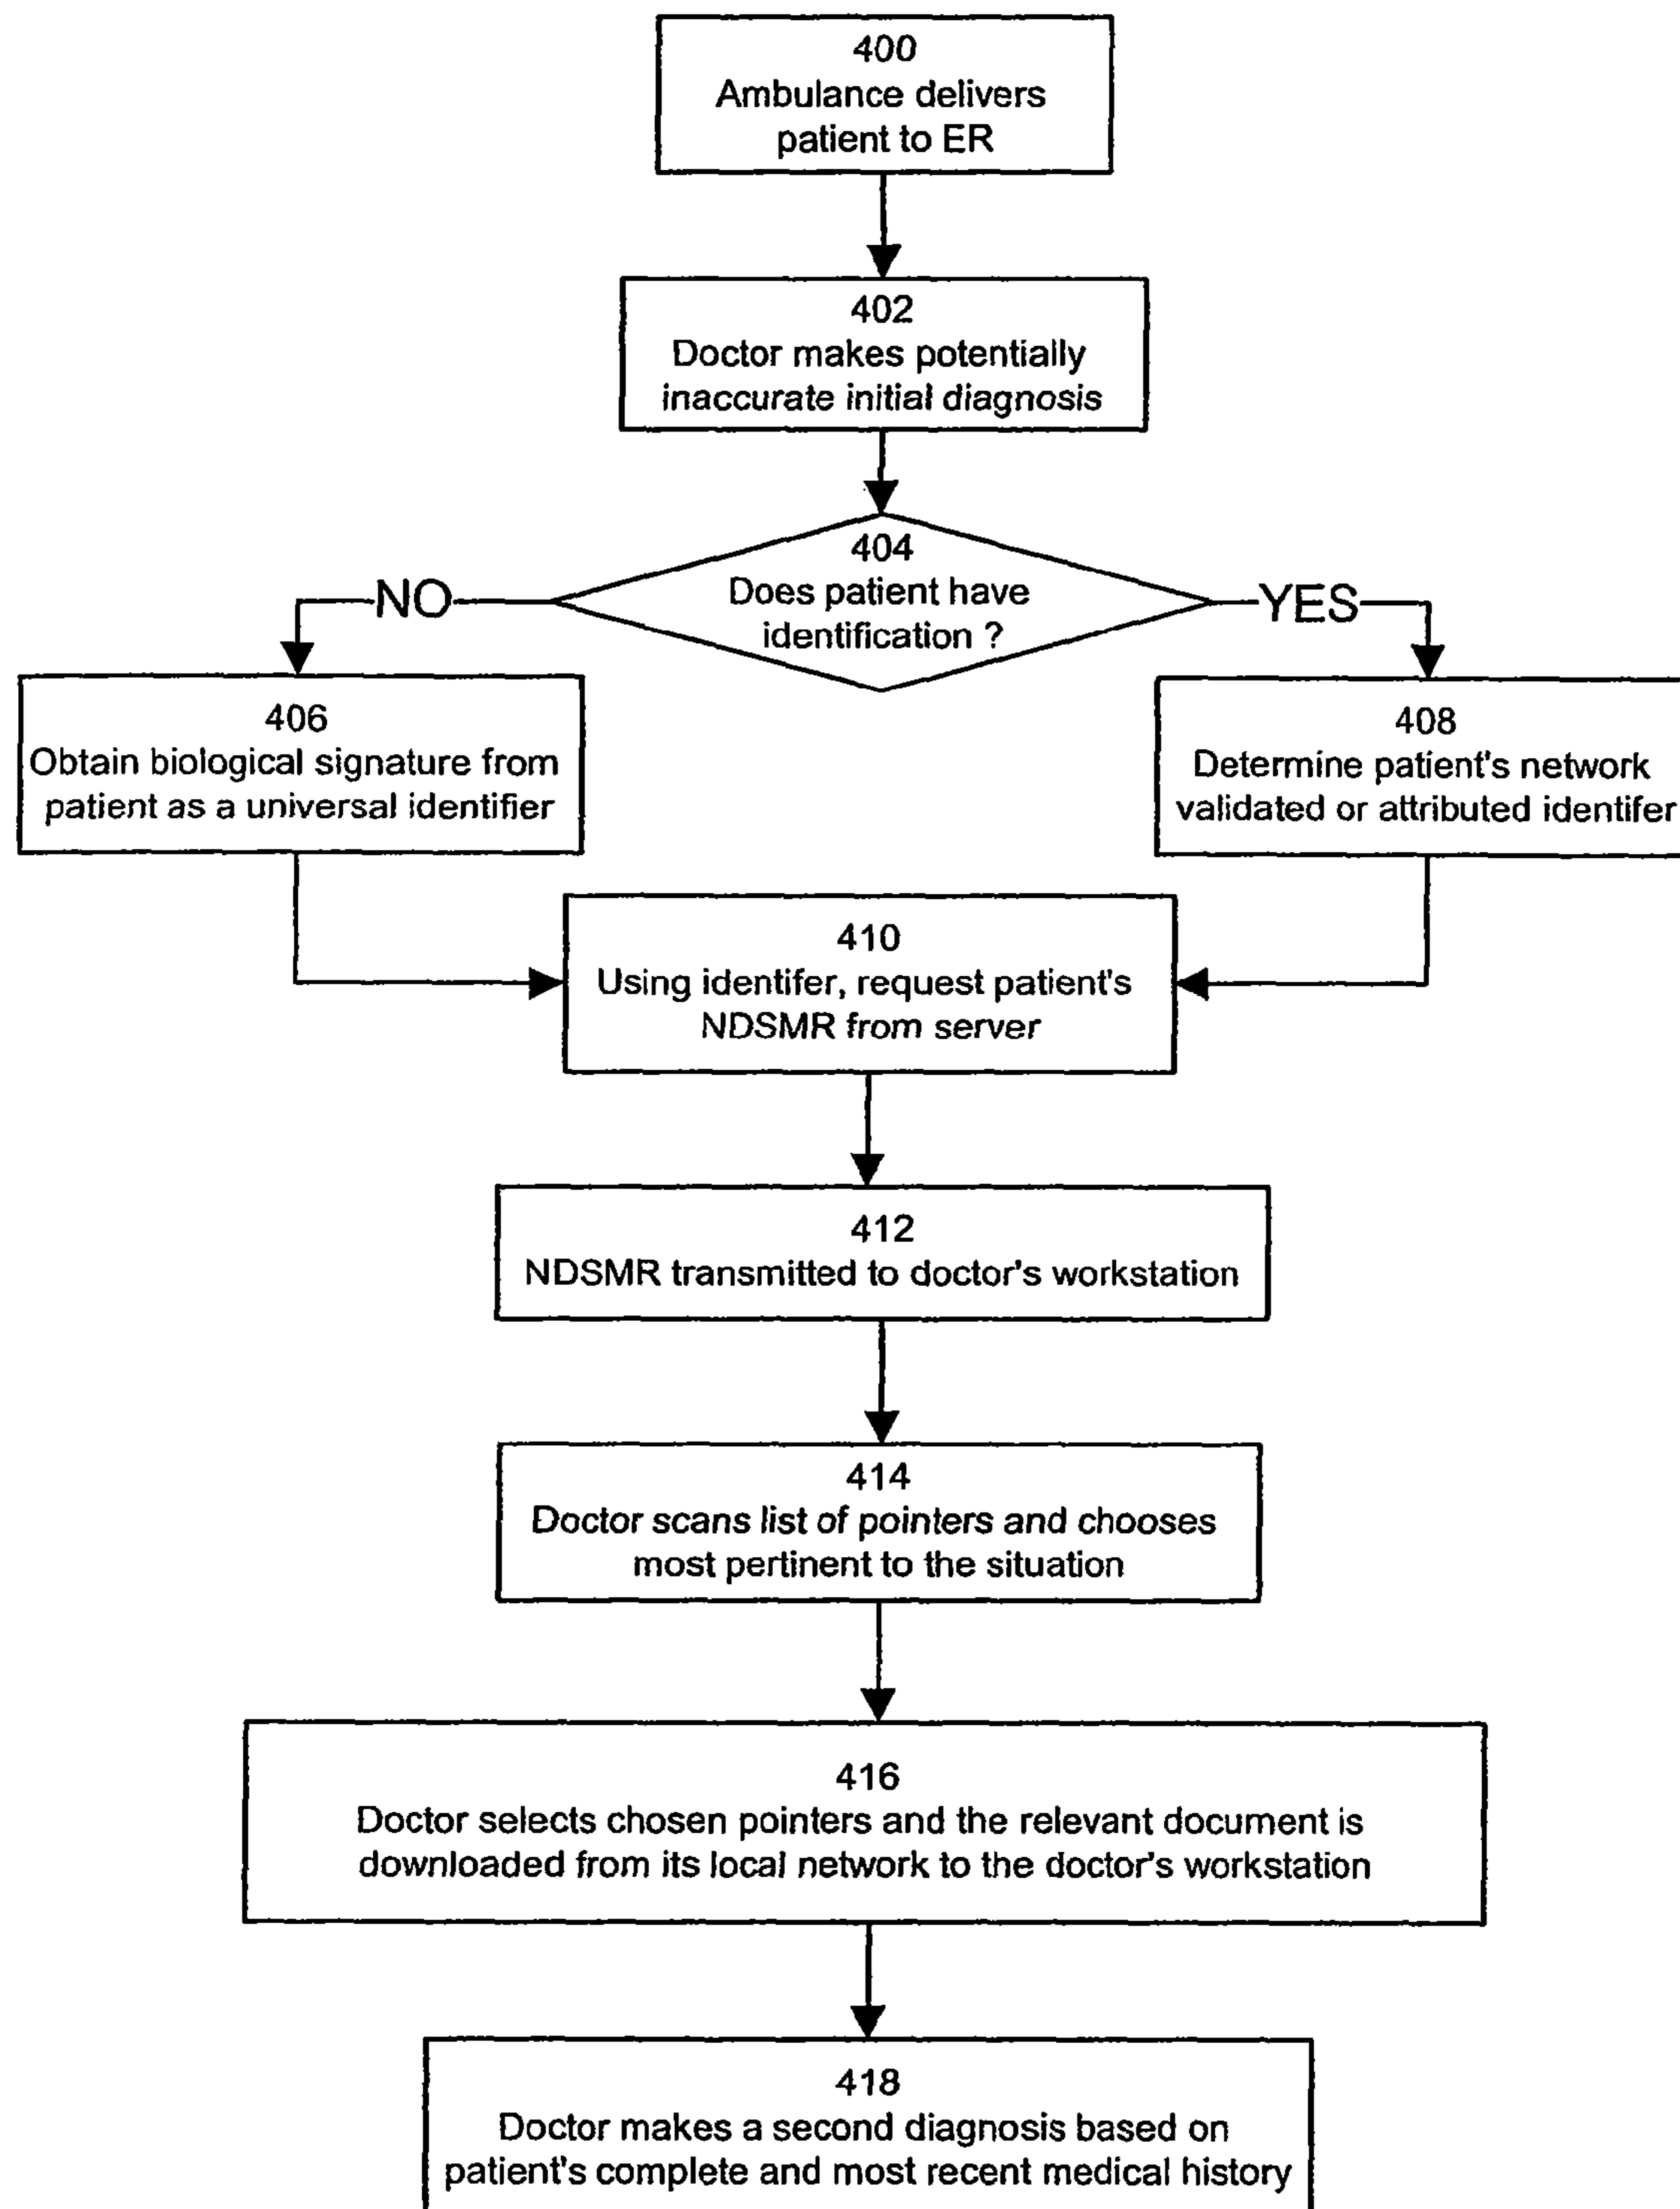 400
Ambulance delivers
patient to ER
402
Doctor makes potentially
inaccurate initial diagnosis
404
Does patient have
identification ?
NO
YES
406
Obtain biological signature from
patient as a universal identifier
408
Determine patient's network
validated or attributed identifer
410
Using identifer, request patient's
NDSMR from server
412
NDSMR transmitted to doctor's workstation
414
Doctor scans list of pointers and chooses
most pertinent to the situation
416
Doctor selects chosen pointers and the relevant document is
downloaded from its local network to the doctor's workstation
418
Doctor makes a second diagnosis based on
patient's complete and most recent medical history